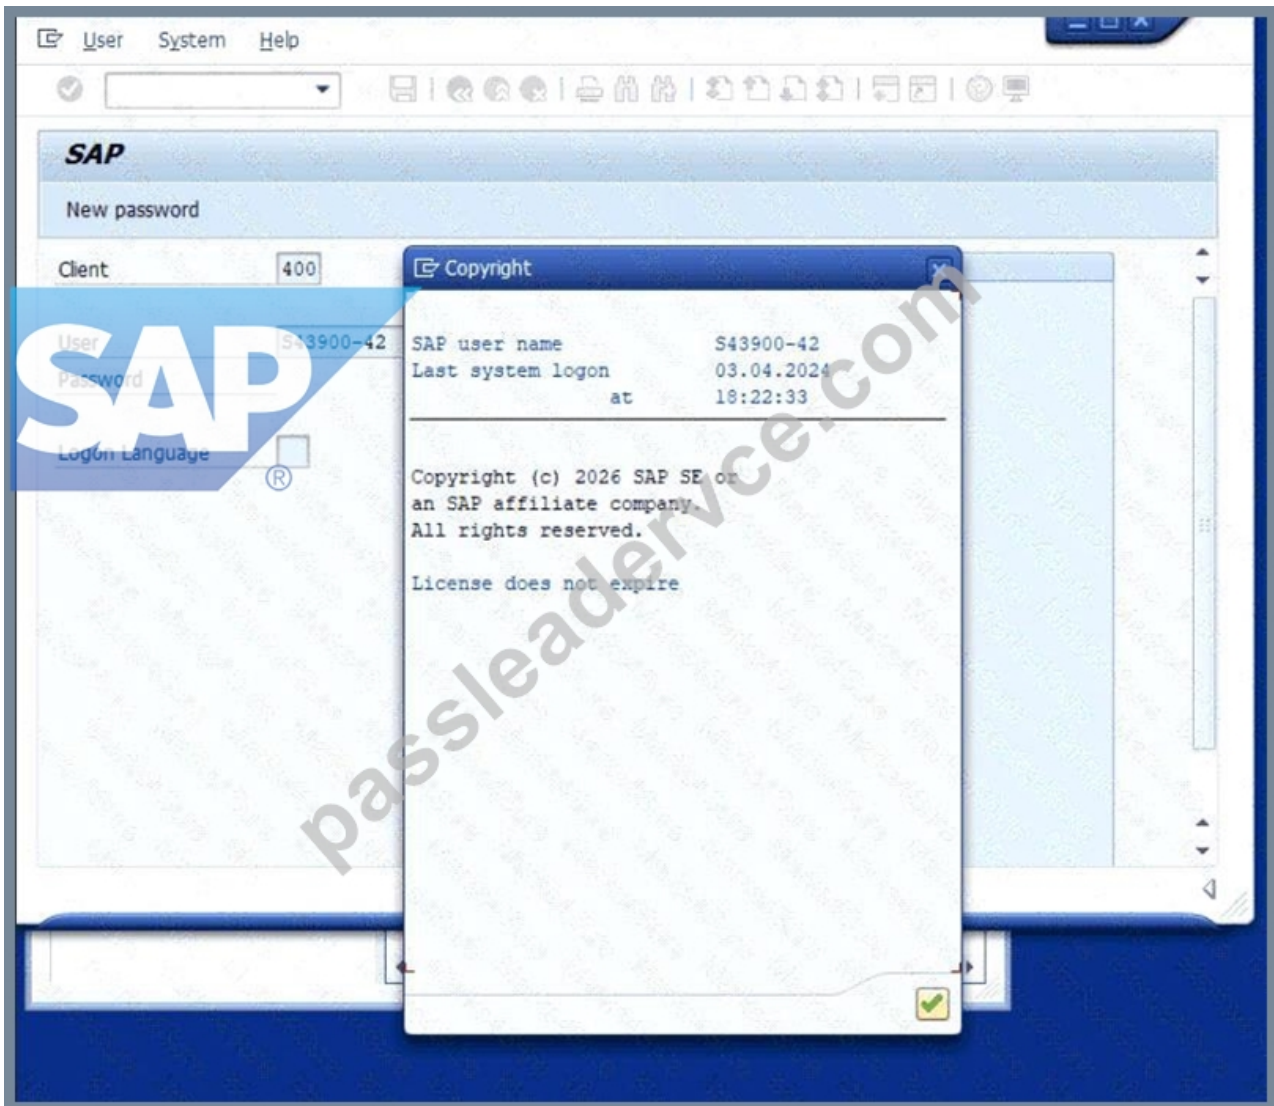 User System Help
SAP
New password
Client 400
SAP
®
User S43900-42
Password
Logon Language
Copyright
SAP user name S43900-42
Last system logon 03.04.2024
at 18:22:33
Copyright (c) 2026 SAP SE or
an SAP affiliate company.
All rights reserved.
License does not expire
passleadervce.com